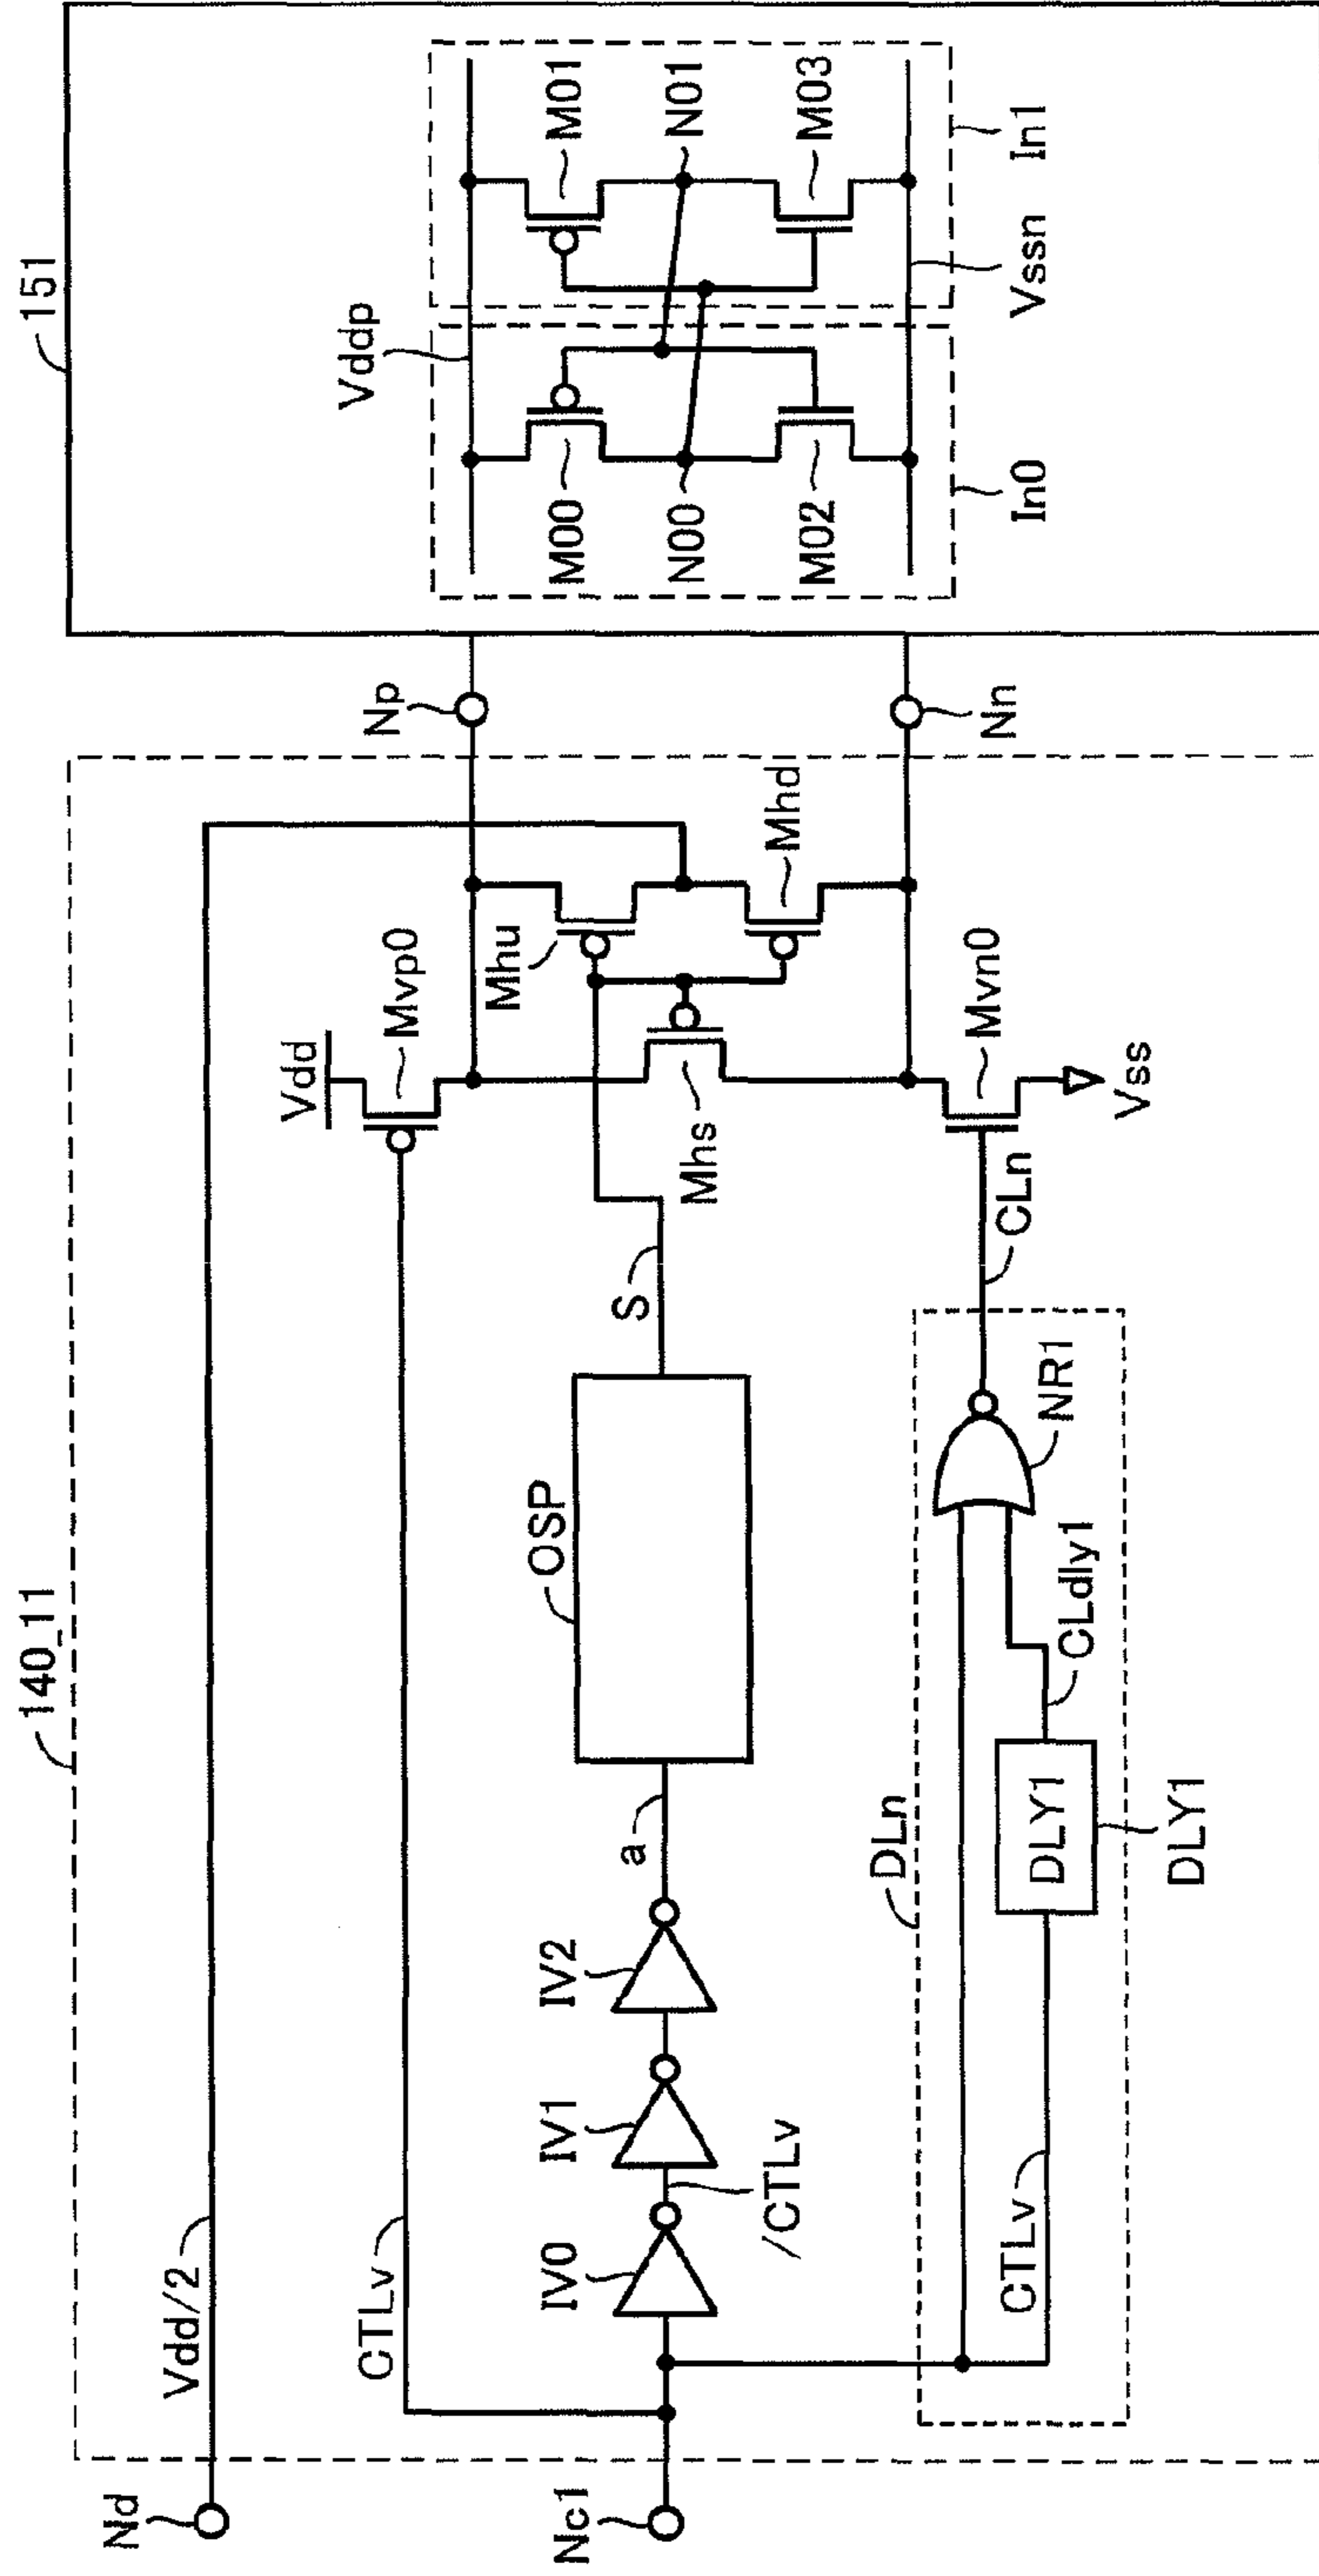 140_11
151
Nd
Vdd/2
CTLv
Vdd
Mvp0
Np
Vddp
Nc1
IV0
IV1
IV2
/CTLv
a
OSP
S
Mhs
Mhu
Mhd
M00
M01
N00
N01
M02
M03
In0
In1
Vssn
Nn
DLn
CTLv
DLY1
DLY1
CLdly1
NR1
CLn
Mvn0
Vss